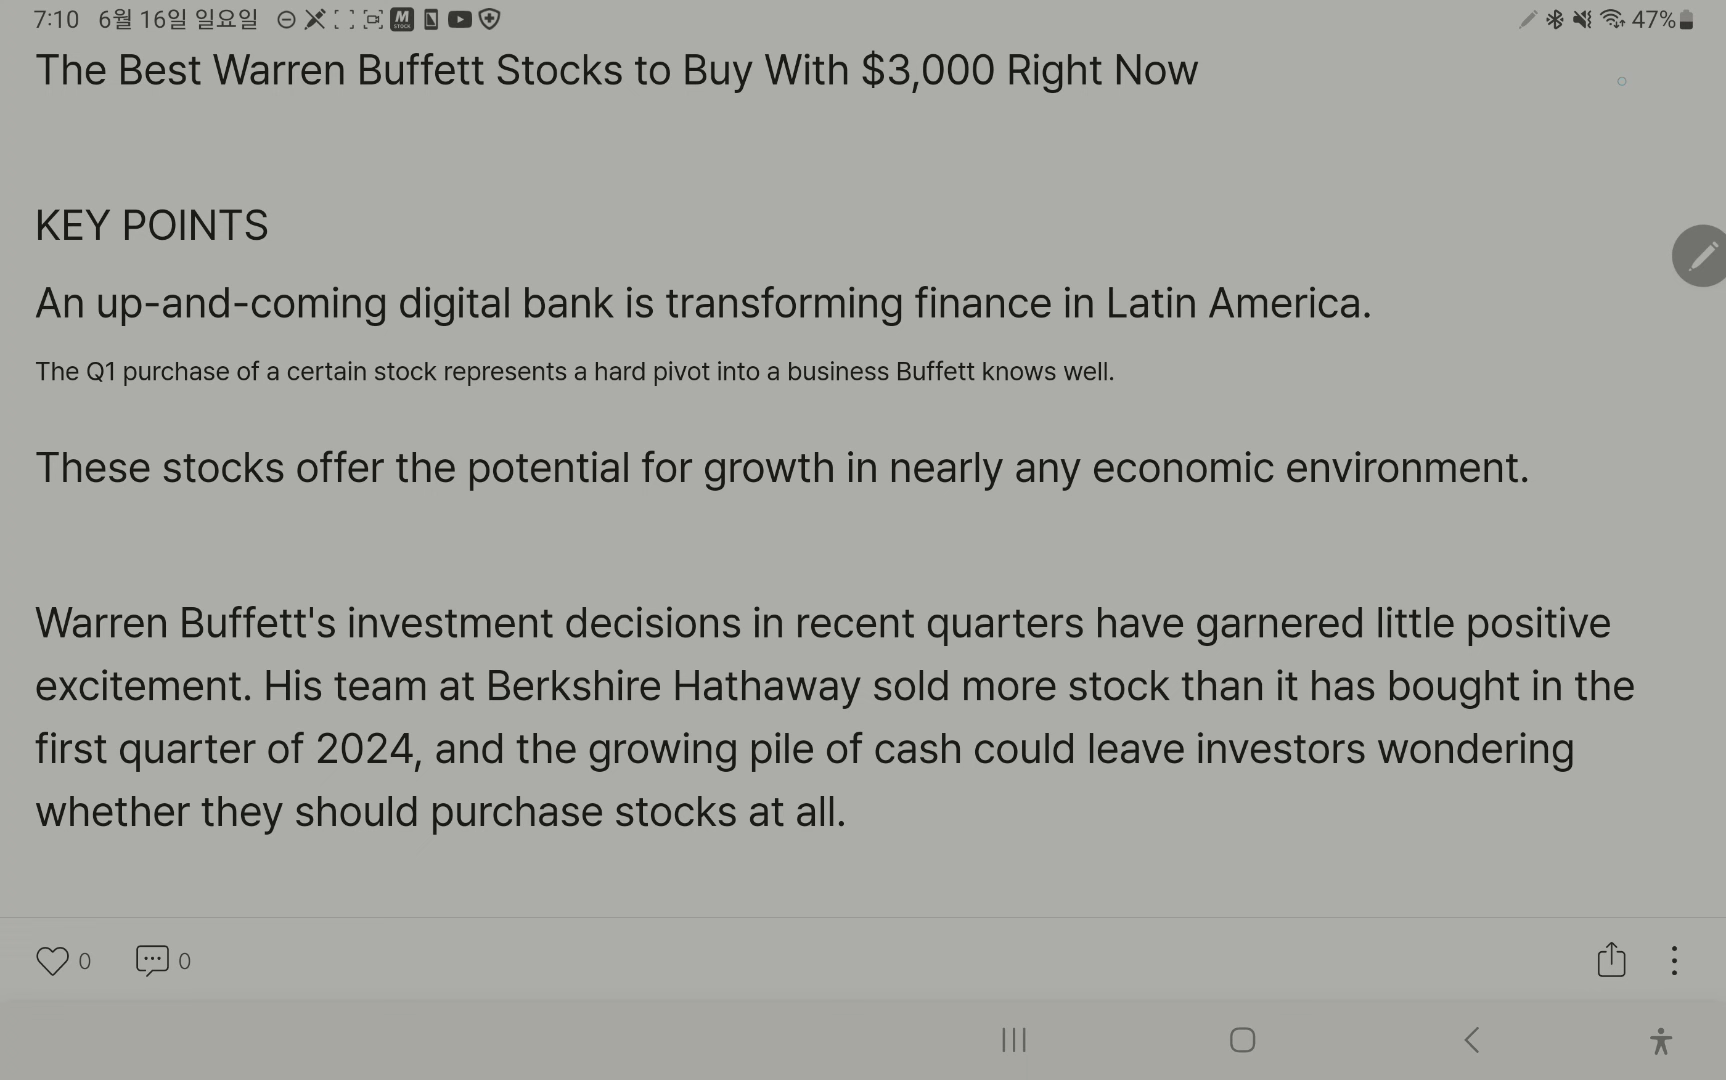 7:10 6월 16일 일요일
47%
The Best Warren Buffett Stocks to Buy With $3,000 Right Now
KEY POINTS
An up-and-coming digital bank is transforming finance in Latin America.
The Q1 purchase of a certain stock represents a hard pivot into a business Buffett knows well.
These stocks offer the potential for growth in nearly any economic environment.
Warren Buffett's investment decisions in recent quarters have garnered little positive
excitement. His team at Berkshire Hathaway sold more stock than it has bought in the
first quarter of 2024, and the growing pile of cash could leave investors wondering
whether they should purchase stocks at all.
0 0